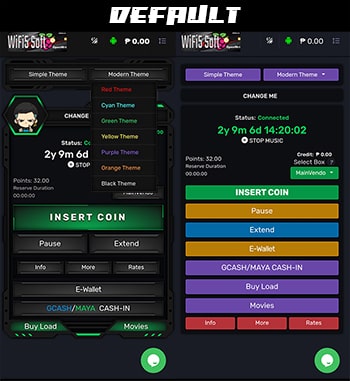 DEFAULT
WiFi5 Soft
₱ 0.00
Simple Theme
Modern Theme
Red Theme
Cyan Theme
Green Theme
Yellow Theme
Purple Theme
Orange Theme
Black Theme
CHANGE
Status:
2y 9m
STOP
Points: 32.00
Reserve Duration
00:00:00
MainVendo
INSERT COIN
Pause
Extend
Info
More
Rates
E-Wallet
GCASH/MAYA CASH-IN
Buy Load
Movies
WiFi5 Soft
₱ 0.00
Simple Theme
Modern Theme
CHANGE ME
Status: Connected
2y 9m 6d 14:20:02
STOP MUSIC
Points: 32.00
Credit: ₱ 0.00
Reserve Duration
Select Box ?
00:00:00
MainVendo
INSERT COIN
Pause
Extend
E-Wallet
GCASH/MAYA CASH-IN
Buy Load
Movies
Info
More
Rates